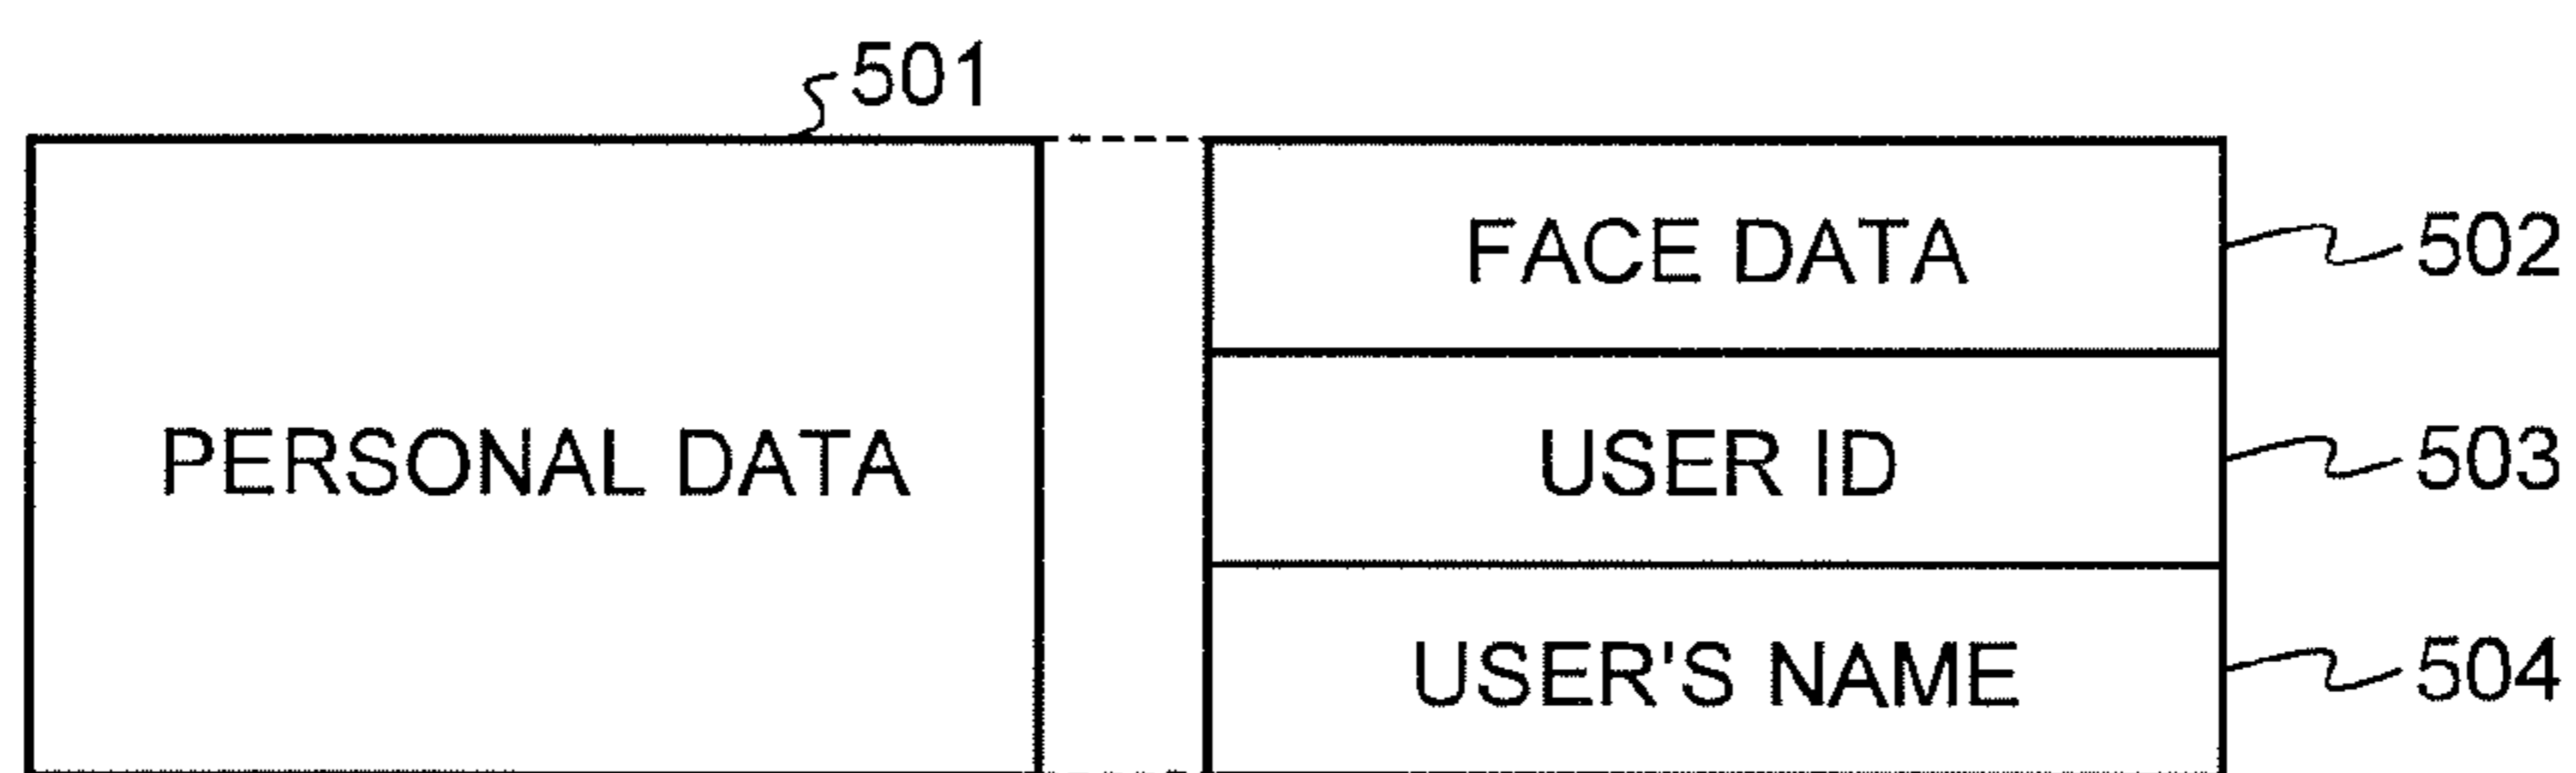 501
FACE DATA
502
PERSONAL DATA
USER ID
503
USER'S NAME
504